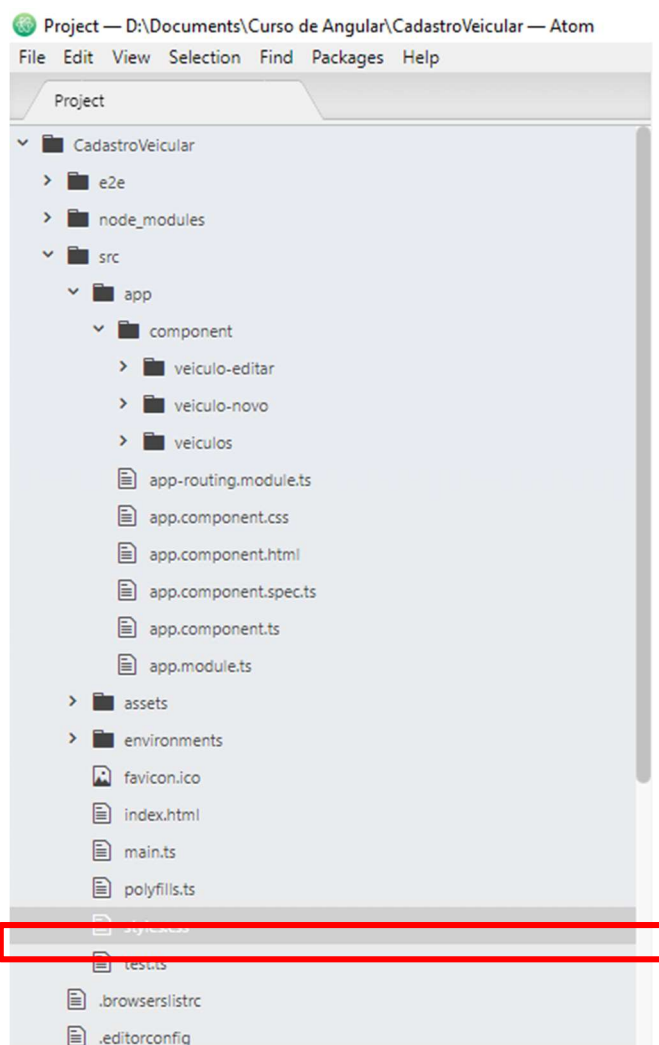 Project — D:\Documents\Curso de Angular\CadastroVeicular — Atom
File Edit View Selection Find Packages Help
Project
CadastroVeicular
e2e
node_modules
src
app
component
veiculo-editar
veiculo-novo
veiculos
app-routing.module.ts
app.component.css
app.component.html
app.component.spec.ts
app.component.ts
app.module.ts
assets
environments
favicon.ico
index.html
main.ts
polyfills.ts
styles.css
test.ts
.browserslistrc
.editorconfig